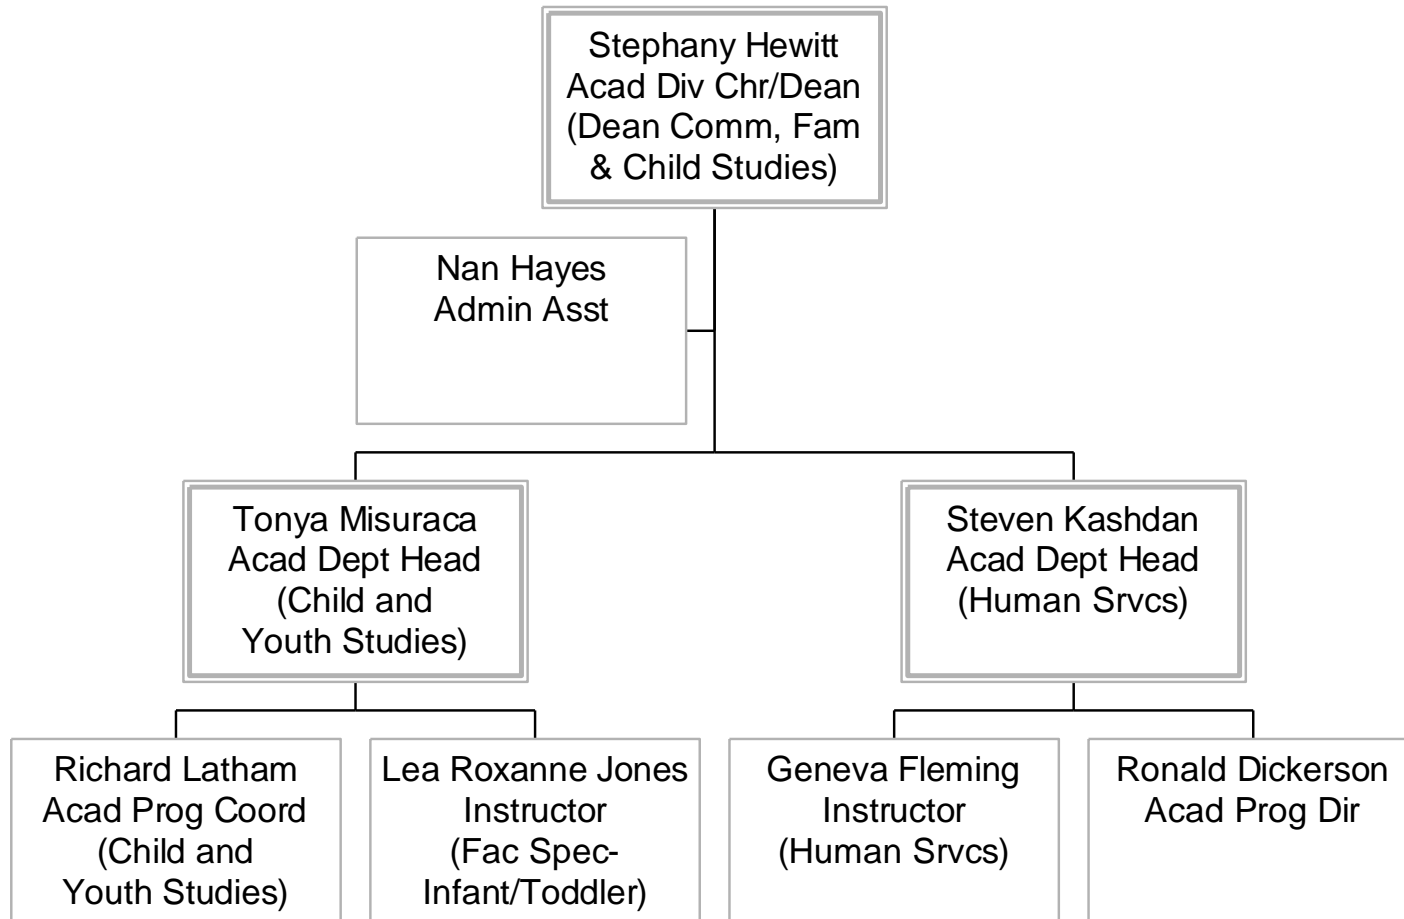 Stephany Hewitt
Acad Div Chr/Dean
(Dean Comm, Fam
& Child Studies)
Nan Hayes
Admin Asst
Tonya Misuraca
Acad Dept Head
(Child and
Youth Studies)
Steven Kashdan
Acad Dept Head
(Human Srvcs)
Richard Latham
Acad Prog Coord
(Child and
Youth Studies)
Lea Roxanne Jones
Instructor
(Fac Spec-
Infant/Toddler)
Geneva Fleming
Instructor
(Human Srvcs)
Ronald Dickerson
Acad Prog Dir